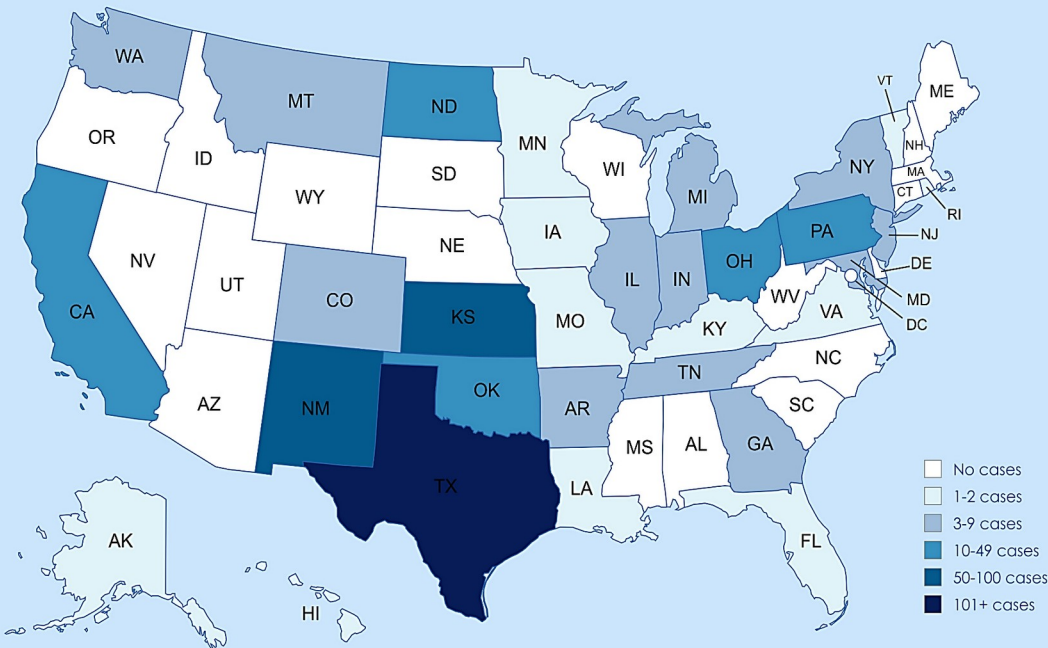 WA
MT
ND
MN
VT
ME
OR
ID
SD
WI
NH
NY
MA
WY
MI
CT
RI
IA
PA
NJ
NE
OH
NV
UT
IL
IN
DE
CO
WV
MD
CA
KS
MO
KY
VA
DC
NC
TN
OK
AZ
NM
AR
SC
MS
AL
GA
TX
LA
FL
AK
HI
No cases
1-2 cases
3-9 cases
10-49 cases
50-100 cases
101+ cases